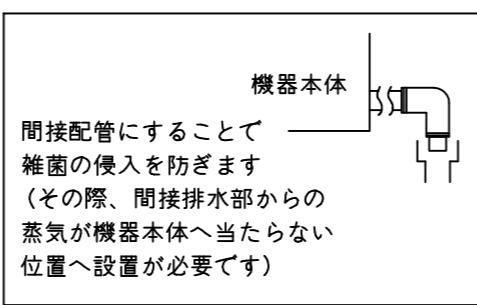 機器本体
間接配管にすることで
雑菌の侵入を防ぎます
（その際、間接排水部からの
蒸気が機器本体へ当たらない
位置へ設置が必要です）